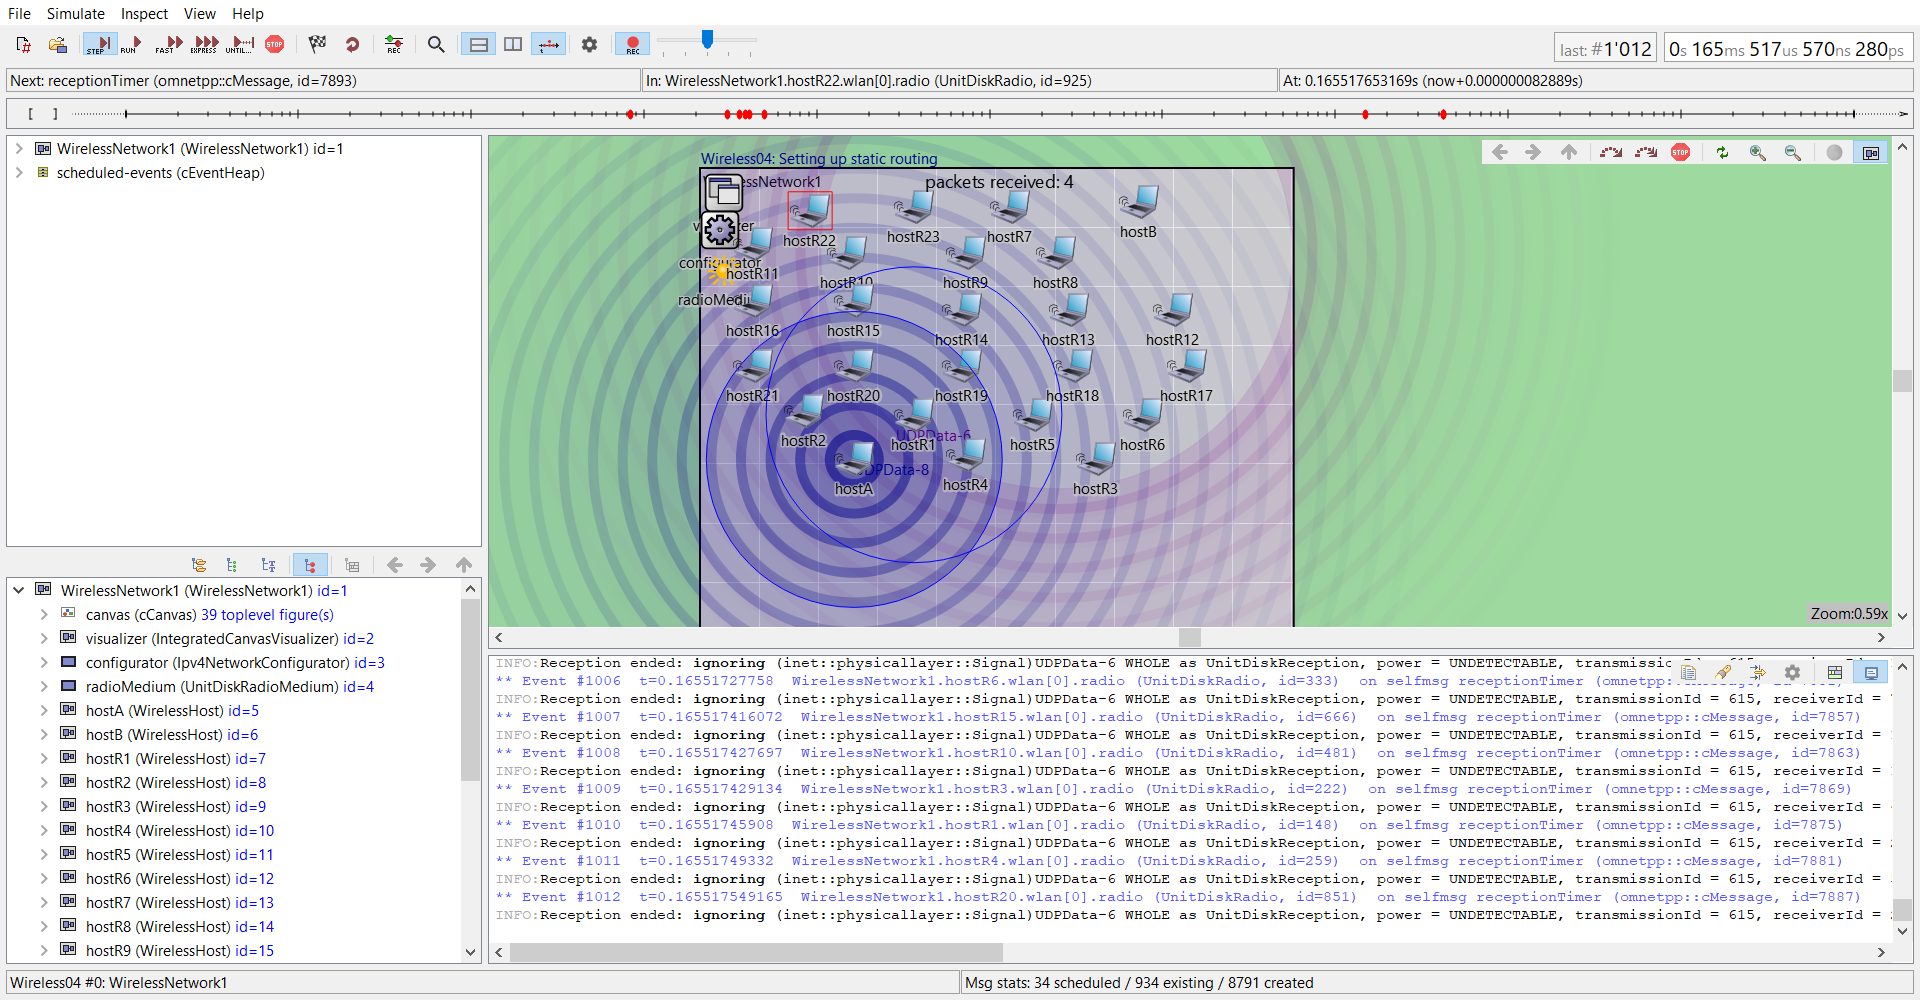 File Simulate Inspect View Help
STEP RUN FAST EXPRESS UNTIL... STOP REC REC
last: #1'012 0s 165ms 517us 570ns 280ps
Next: receptionTimer (omnetpp::cMessage, id=7893) In: WirelessNetwork1.hostR22.wlan[0].radio (UnitDiskRadio, id=925) At: 0.165517653169s (now+0.000000082889s)
[ ]
WirelessNetwork1 (WirelessNetwork1) id=1
scheduled-events (cEventHeap)
Wireless04: Setting up static routing
STOP
packets received: 4
hostR22
hostR23
hostR7
hostB
configurator
hostR11
hostR10
hostR9
hostR8
hostR16
hostR15
hostR14
hostR13
hostR12
hostR21
hostR20
hostR19
hostR18
hostR17
hostR2
UDPData-6
hostR1
hostR5
hostR6
hostA
hostR4
hostR3
Zoom:0.59x
WirelessNetwork1 (WirelessNetwork1) id=1
canvas (cCanvas) 39 toplevel figure(s)
visualizer (IntegratedCanvasVisualizer) id=2
configurator (Ipv4NetworkConfigurator) id=3
radioMedium (UnitDiskRadioMedium) id=4
hostA (WirelessHost) id=5
hostB (WirelessHost) id=6
hostR1 (WirelessHost) id=7
hostR2 (WirelessHost) id=8
hostR3 (WirelessHost) id=9
hostR4 (WirelessHost) id=10
hostR5 (WirelessHost) id=11
hostR6 (WirelessHost) id=12
hostR7 (WirelessHost) id=13
hostR8 (WirelessHost) id=14
hostR9 (WirelessHost) id=15
INFO:Reception ended: ignoring (inet::physicallayer::Signal)UDPData-6 WHOLE as UnitDiskReception, power = UNDETECTABLE,
** Event #1006 t=0.16551727758 WirelessNetwork1.hostR6.wlan[0].radio (UnitDiskRadio, id=333) on selfmsg receptionTimer
INFO:Reception ended: ignoring (inet::physicallayer::Signal)UDPData-6 WHOLE as UnitDiskReception, power = UNDETECTABLE, transmissionId = 615, receiverId =
** Event #1007 t=0.165517416072 WirelessNetwork1.hostR15.wlan[0].radio (UnitDiskRadio, id=666) on selfmsg receptionTimer (omnetpp::cMessage, id=7857)
INFO:Reception ended: ignoring (inet::physicallayer::Signal)UDPData-6 WHOLE as UnitDiskReception, power = UNDETECTABLE, transmissionId = 615, receiverId =
** Event #1008 t=0.165517427697 WirelessNetwork1.hostR10.wlan[0].radio (UnitDiskRadio, id=481) on selfmsg receptionTimer (omnetpp::cMessage, id=7863)
INFO:Reception ended: ignoring (inet::physicallayer::Signal)UDPData-6 WHOLE as UnitDiskReception, power = UNDETECTABLE, transmissionId = 615, receiverId =
** Event #1009 t=0.165517429134 WirelessNetwork1.hostR3.wlan[0].radio (UnitDiskRadio, id=222) on selfmsg receptionTimer (omnetpp::cMessage, id=7869)
INFO:Reception ended: ignoring (inet::physicallayer::Signal)UDPData-6 WHOLE as UnitDiskReception, power = UNDETECTABLE, transmissionId = 615, receiverId =
** Event #1010 t=0.16551745908 WirelessNetwork1.hostR1.wlan[0].radio (UnitDiskRadio, id=148) on selfmsg receptionTimer (omnetpp::cMessage, id=7875)
INFO:Reception ended: ignoring (inet::physicallayer::Signal)UDPData-6 WHOLE as UnitDiskReception, power = UNDETECTABLE, transmissionId = 615, receiverId =
** Event #1011 t=0.16551749332 WirelessNetwork1.hostR4.wlan[0].radio (UnitDiskRadio, id=259) on selfmsg receptionTimer (omnetpp::cMessage, id=7881)
INFO:Reception ended: ignoring (inet::physicallayer::Signal)UDPData-6 WHOLE as UnitDiskReception, power = UNDETECTABLE, transmissionId = 615, receiverId =
** Event #1012 t=0.165517549165 WirelessNetwork1.hostR20.wlan[0].radio (UnitDiskRadio, id=851) on selfmsg receptionTimer (omnetpp::cMessage, id=7887)
INFO:Reception ended: ignoring (inet::physicallayer::Signal)UDPData-6 WHOLE as UnitDiskReception, power = UNDETECTABLE, transmissionId = 615, receiverId =
Wireless04 #0: WirelessNetwork1 Msg stats: 34 scheduled / 934 existing / 8791 created